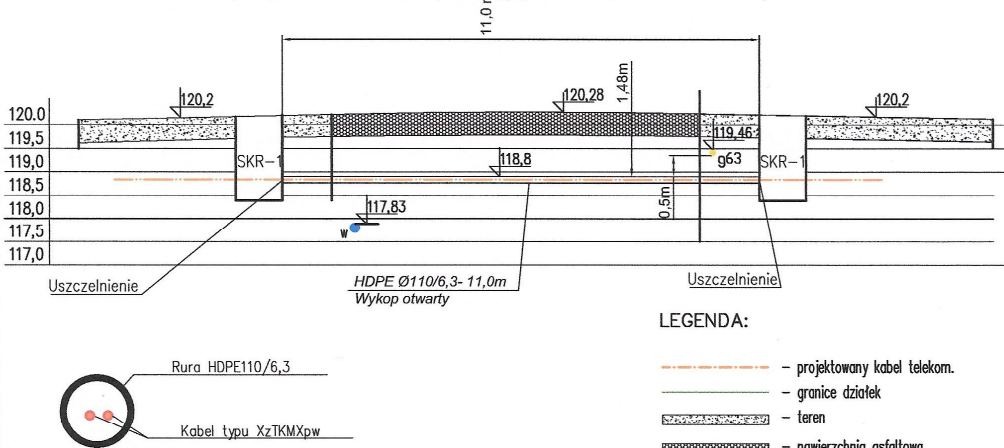 11,0 m
120,2
120,28
1,48m
120,2
120.0
119,5
119,0
118,5
118,0
117,5
117,0
119,46
SKR-1
118,8
g63
SKR-1
0,5m
117,83
w
Uszczelnienie
HDPE Ø110/6,3- 11,0m
Wykop otwarty
Uszczelnienie
LEGENDA:
Rura HDPE110/6,3
– projektowany kabel telekom.
– granice działek
– teren
Kabel typu XzTKMXpw
– nawierzchnia asfaltowa